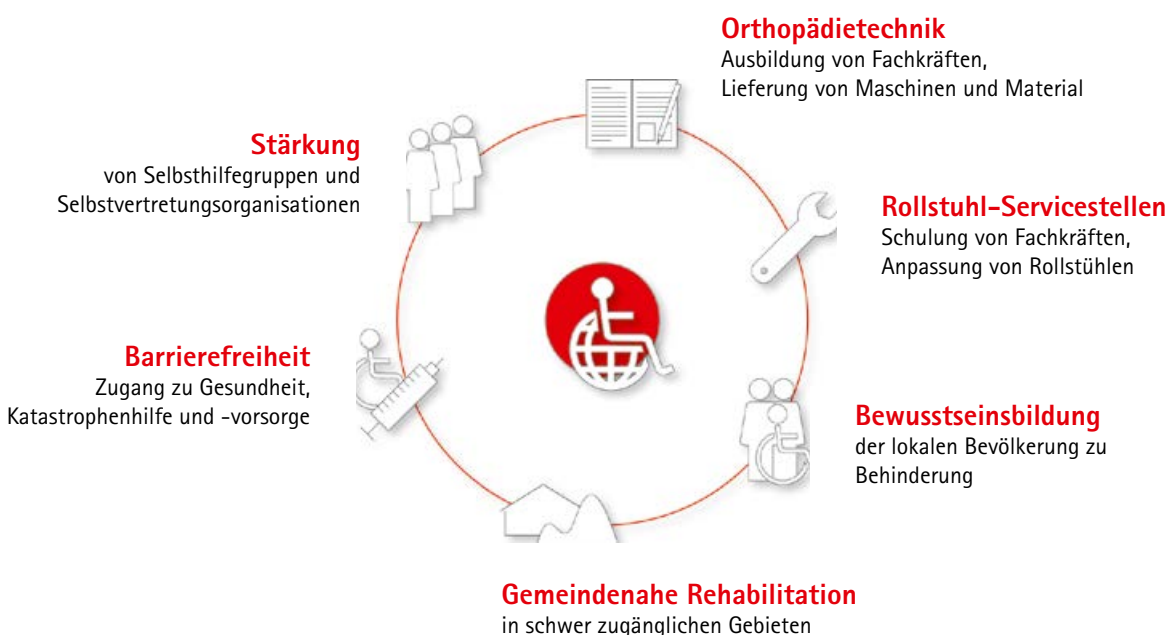 Orthopädietechnik
Ausbildung von Fachkräften,
Lieferung von Maschinen und Material
Rollstuhl-Servicestellen
Schulung von Fachkräften,
Anpassung von Rollstühlen
Bewusstseinsbildung
der lokalen Bevölkerung zu
Behinderung
Gemeindenahe Rehabilitation
in schwer zugänglichen Gebieten
Barrierefreiheit
Zugang zu Gesundheit,
Katastrophenhilfe und -vorsorge
Stärkung
von Selbsthilfegruppen und
Selbstvertretungsorganisationen